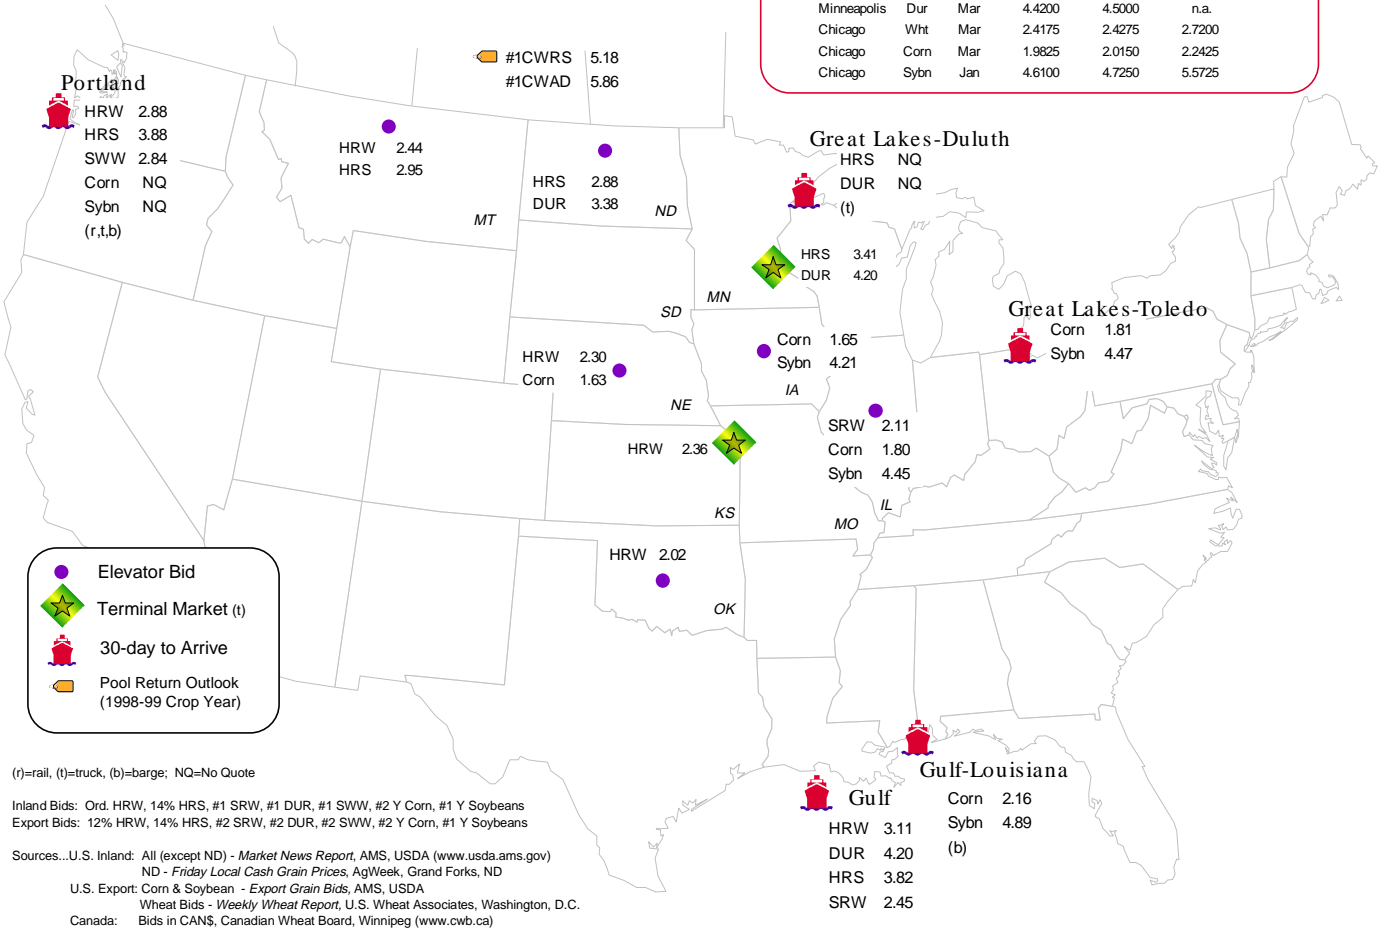 Minneapolis Dur Mar 4.4200 4.5000 n.a.
Chicago Wht Mar 2.4175 2.4275 2.7200
Chicago Corn Mar 1.9825 2.0150 2.2425
Chicago Sybn Jan 4.6100 4.7250 5.5725
#1CWRS 5.18
#1CWAD 5.86
Portland
HRW 2.88
HRS 3.88
SWW 2.84
Corn NQ
Sybn NQ
(r,t,b)
HRW 2.44
HRS 2.95
MT
HRS 2.88
DUR 3.38
ND
Great Lakes-Duluth
HRS NQ
DUR NQ
(t)
HRS 3.41
DUR 4.20
MN
SD
Great Lakes-Toledo
Corn 1.81
Sybn 4.47
HRW 2.30
Corn 1.63
NE
Corn 1.65
Sybn 4.21
IA
SRW 2.11
Corn 1.80
Sybn 4.45
IL
HRW 2.36
KS
MO
HRW 2.02
OK
Elevator Bid
Terminal Market (t)
30-day to Arrive
Pool Return Outlook
(1998-99 Crop Year)
Gulf-Louisiana
Corn 2.16
Sybn 4.89
(b)
Gulf
HRW 3.11
DUR 4.20
HRS 3.82
SRW 2.45
(r)=rail, (t)=truck, (b)=barge; NQ=No Quote
Inland Bids: Ord. HRW, 14% HRS, #1 SRW, #1 DUR, #1 SWW, #2 Y Corn, #1 Y Soybeans
Export Bids: 12% HRW, 14% HRS, #2 SRW, #2 DUR, #2 SWW, #2 Y Corn, #1 Y Soybeans
Sources...U.S. Inland: All (except ND) - Market News Report, AMS, USDA (www.usda.ams.gov)
ND - Friday Local Cash Grain Prices, AgWeek, Grand Forks, ND
U.S. Export: Corn & Soybean - Export Grain Bids, AMS, USDA
Wheat Bids - Weekly Wheat Report, U.S. Wheat Associates, Washington, D.C.
Canada: Bids in CAN$, Canadian Wheat Board, Winnipeg (www.cwb.ca)